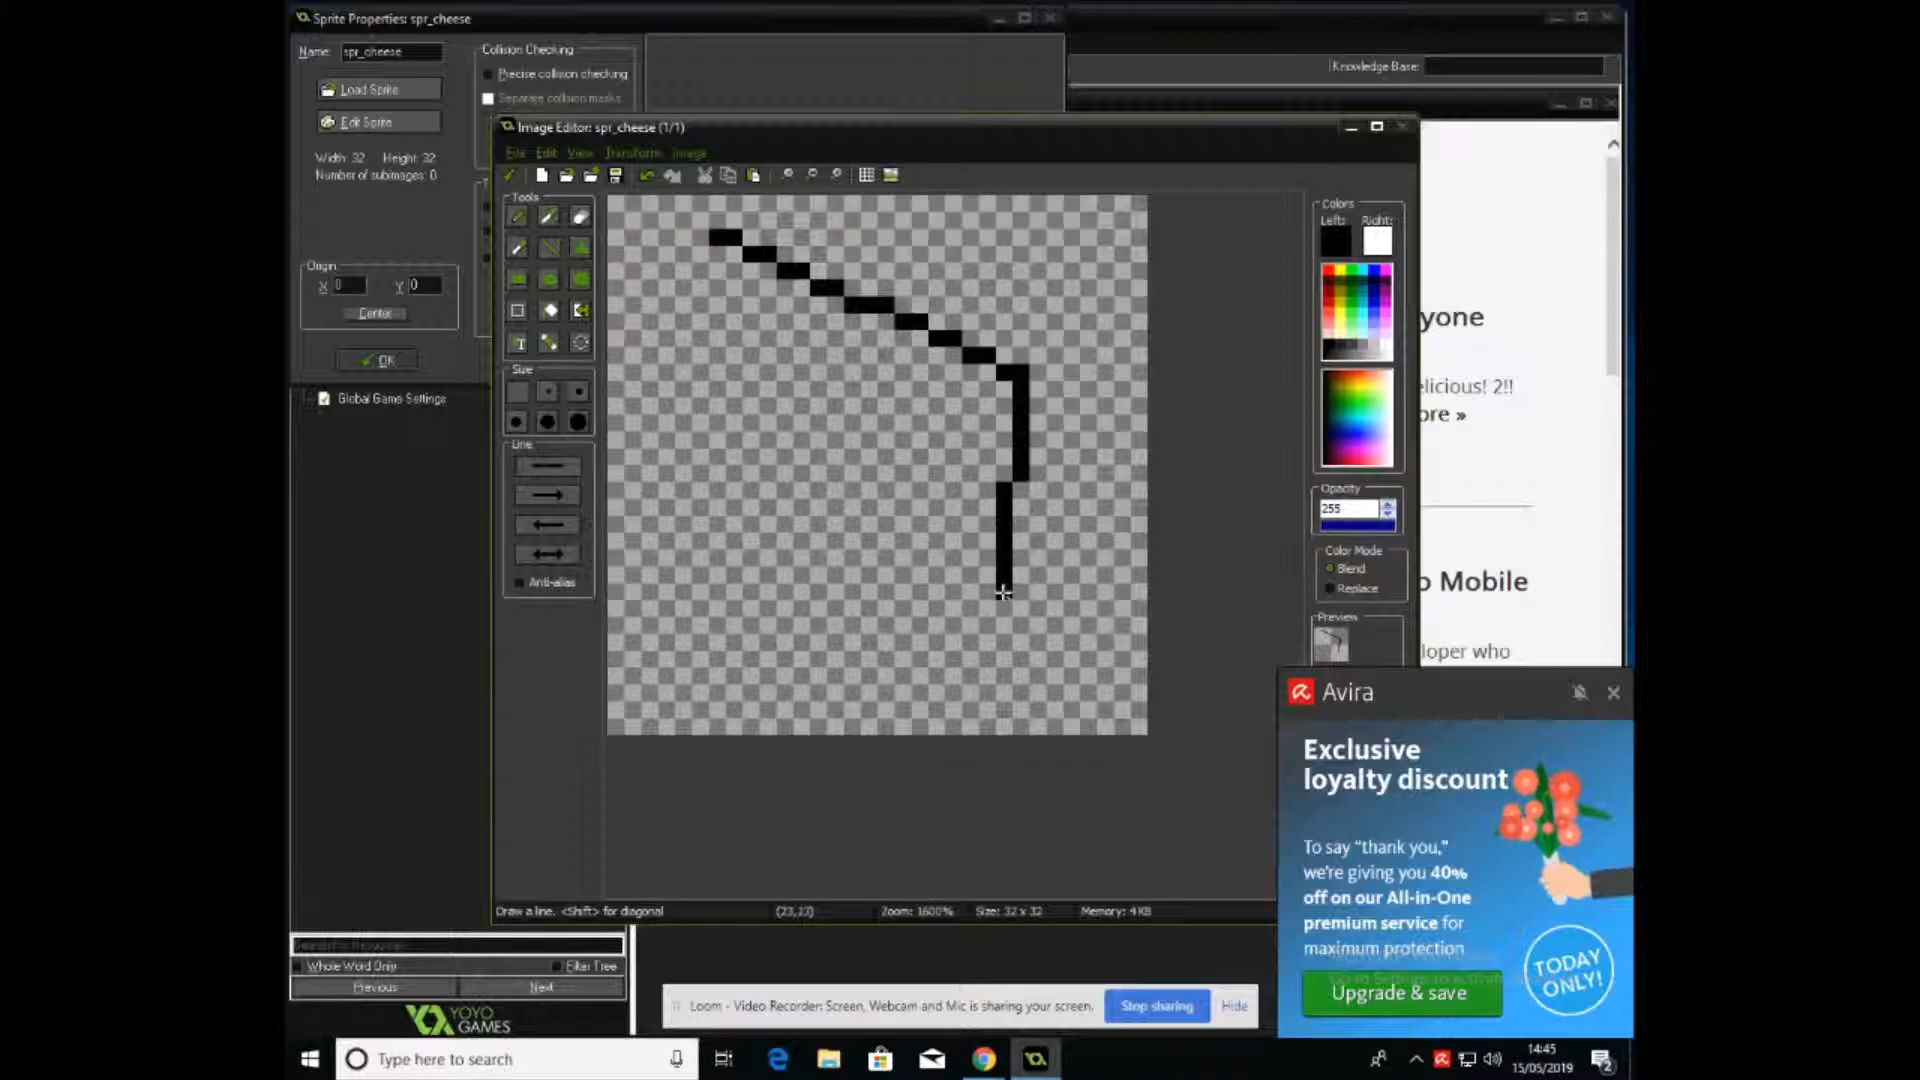 Sprite Properties: spr_cheese
Name: spr_cheese
Load Sprite
Edit Sprite
Width: 32 Height: 32
Number of subimages: 0
Collision Checking
Precise collision checking
Separate collision masks
Origin
X 0 Y 0
Center
OK
Global Game Settings
Knowledge Base:
Image Editor: spr_cheese (1/1)
File Edit View Transform Image
Tools
T
Size
Line
Anti-alias
Colors
Left: Right:
Opacity
255
Color Mode
Blend
Replace
Preview
yone
elicious! 2!!
ore »
o Mobile
loper who
Draw a line. <Shift> for diagonal
Zoom: 1600%
Size: 32 x 32
Memory: 4 KB
Whole Word Only Filter Tree
Previous Next
YOYO
GAMES
Loom - Video Recorder: Screen, Webcam and Mic is sharing your screen. Stop sharing Hide
Avira
Exclusive
loyalty discount
To say "thank you,"
we're giving you 40%
off on our All-in-One
premium service for
maximum protection
TODAY
ONLY!
Upgrade & save
Type here to search
14:45
15/05/2019
2